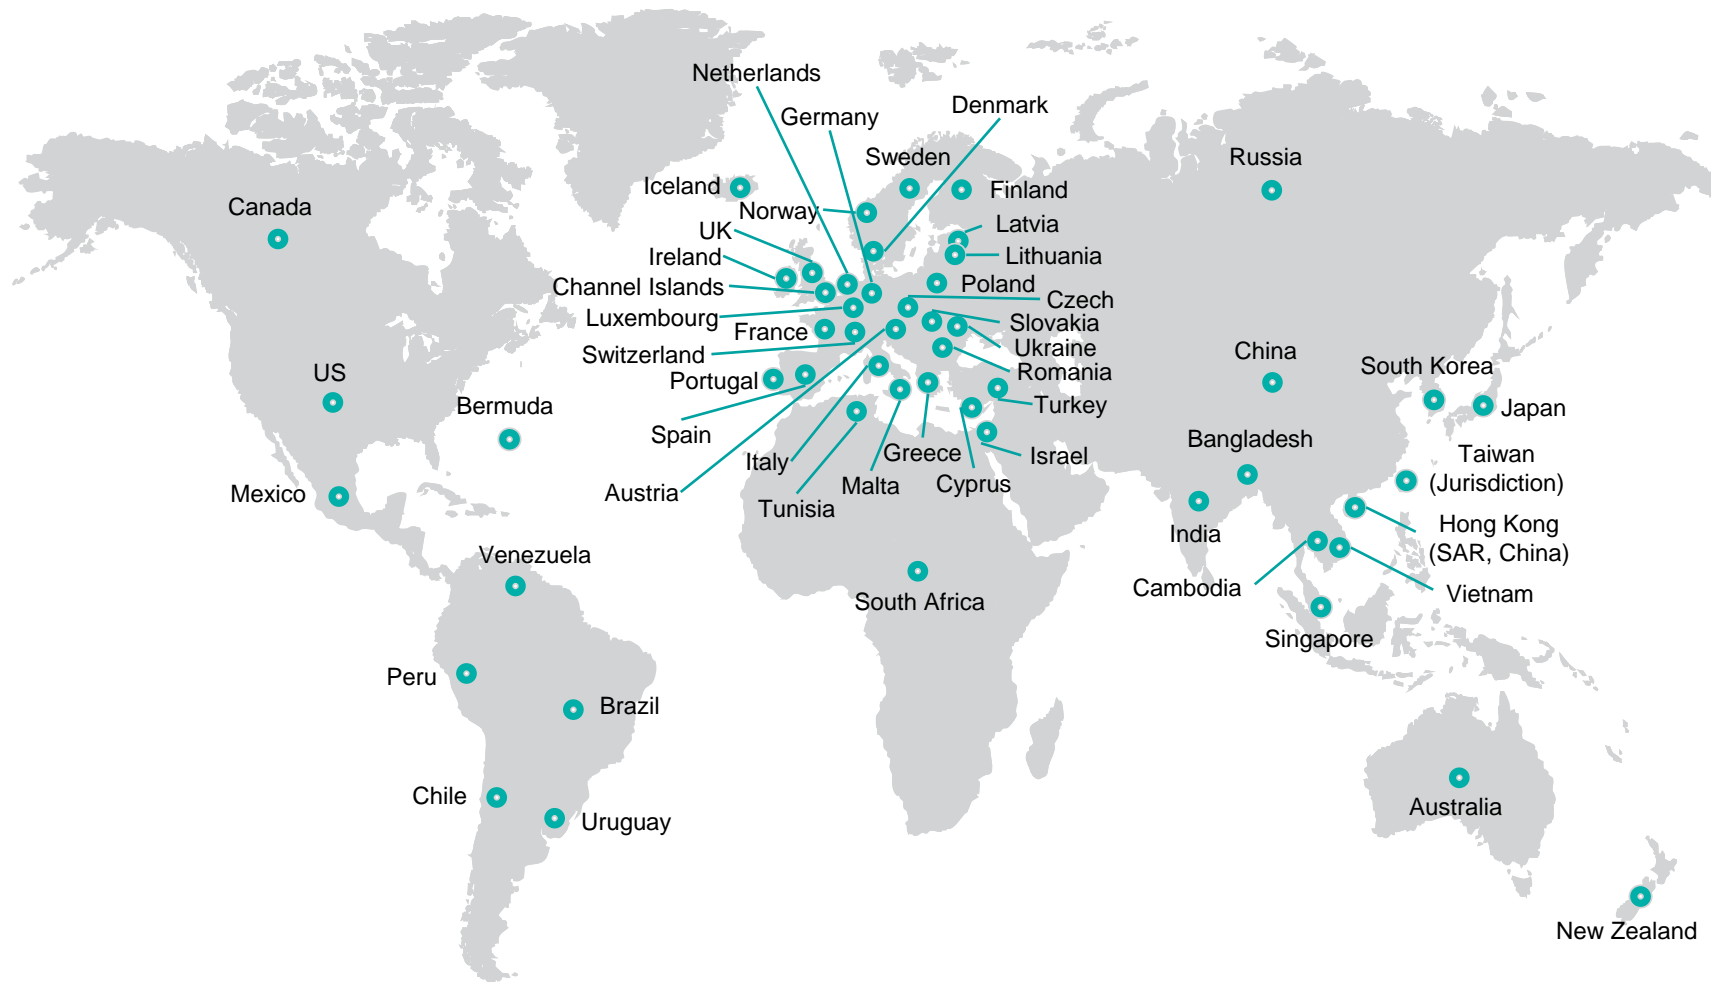 Netherlands
Denmark
Germany
Sweden
Russia
Iceland
Finland
Canada
Norway
Latvia
UK
Lithuania
Ireland
Channel Islands
Poland
Czech
Luxembourg
Slovakia
France
Ukraine
Switzerland
China
South Korea
US
Portugal
Romania
Bermuda
Turkey
Japan
Spain
Bangladesh
Italy
Greece
Israel
Taiwan
(Jurisdiction)
Austria
Malta
Cyprus
Mexico
Tunisia
India
Hong Kong
(SAR, China)
Venezuela
Cambodia
Vietnam
South Africa
Singapore
Peru
Brazil
Chile
Australia
Uruguay
New Zealand